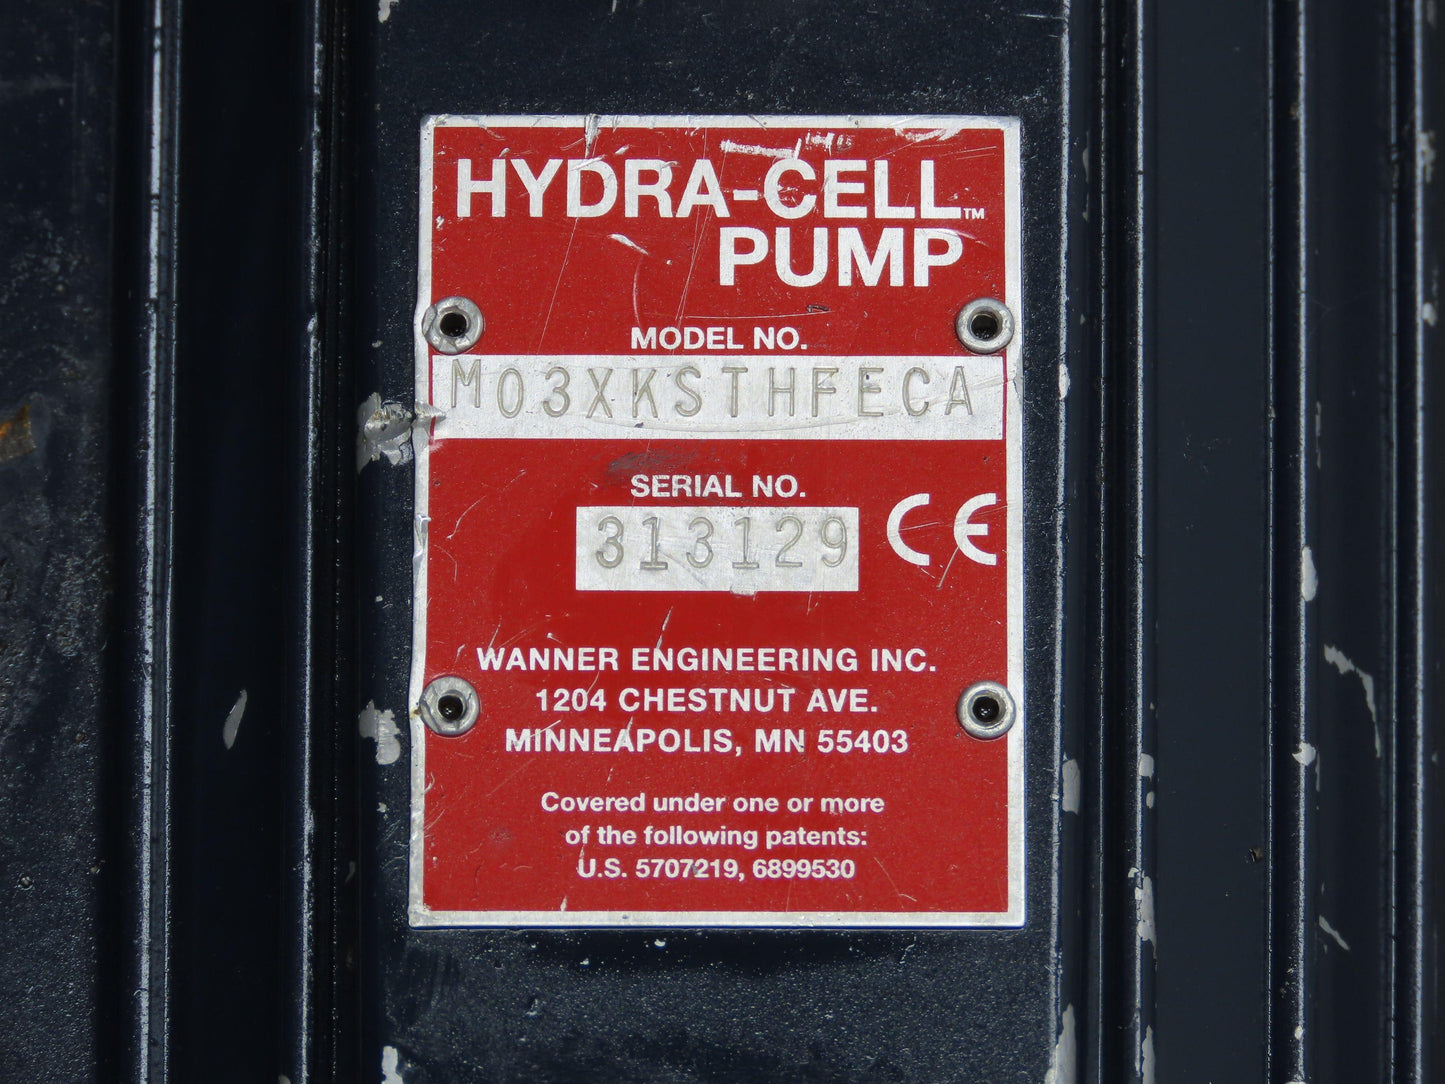 HYDRA-CELL™
PUMP
MODEL NO.
M03XKSTHFECA
SERIAL NO.
313129
CE
WANNER ENGINEERING INC.
1204 CHESTNUT AVE.
MINNEAPOLIS, MN 55403
Covered under one or more
of the following patents:
U.S. 5707219, 6899530